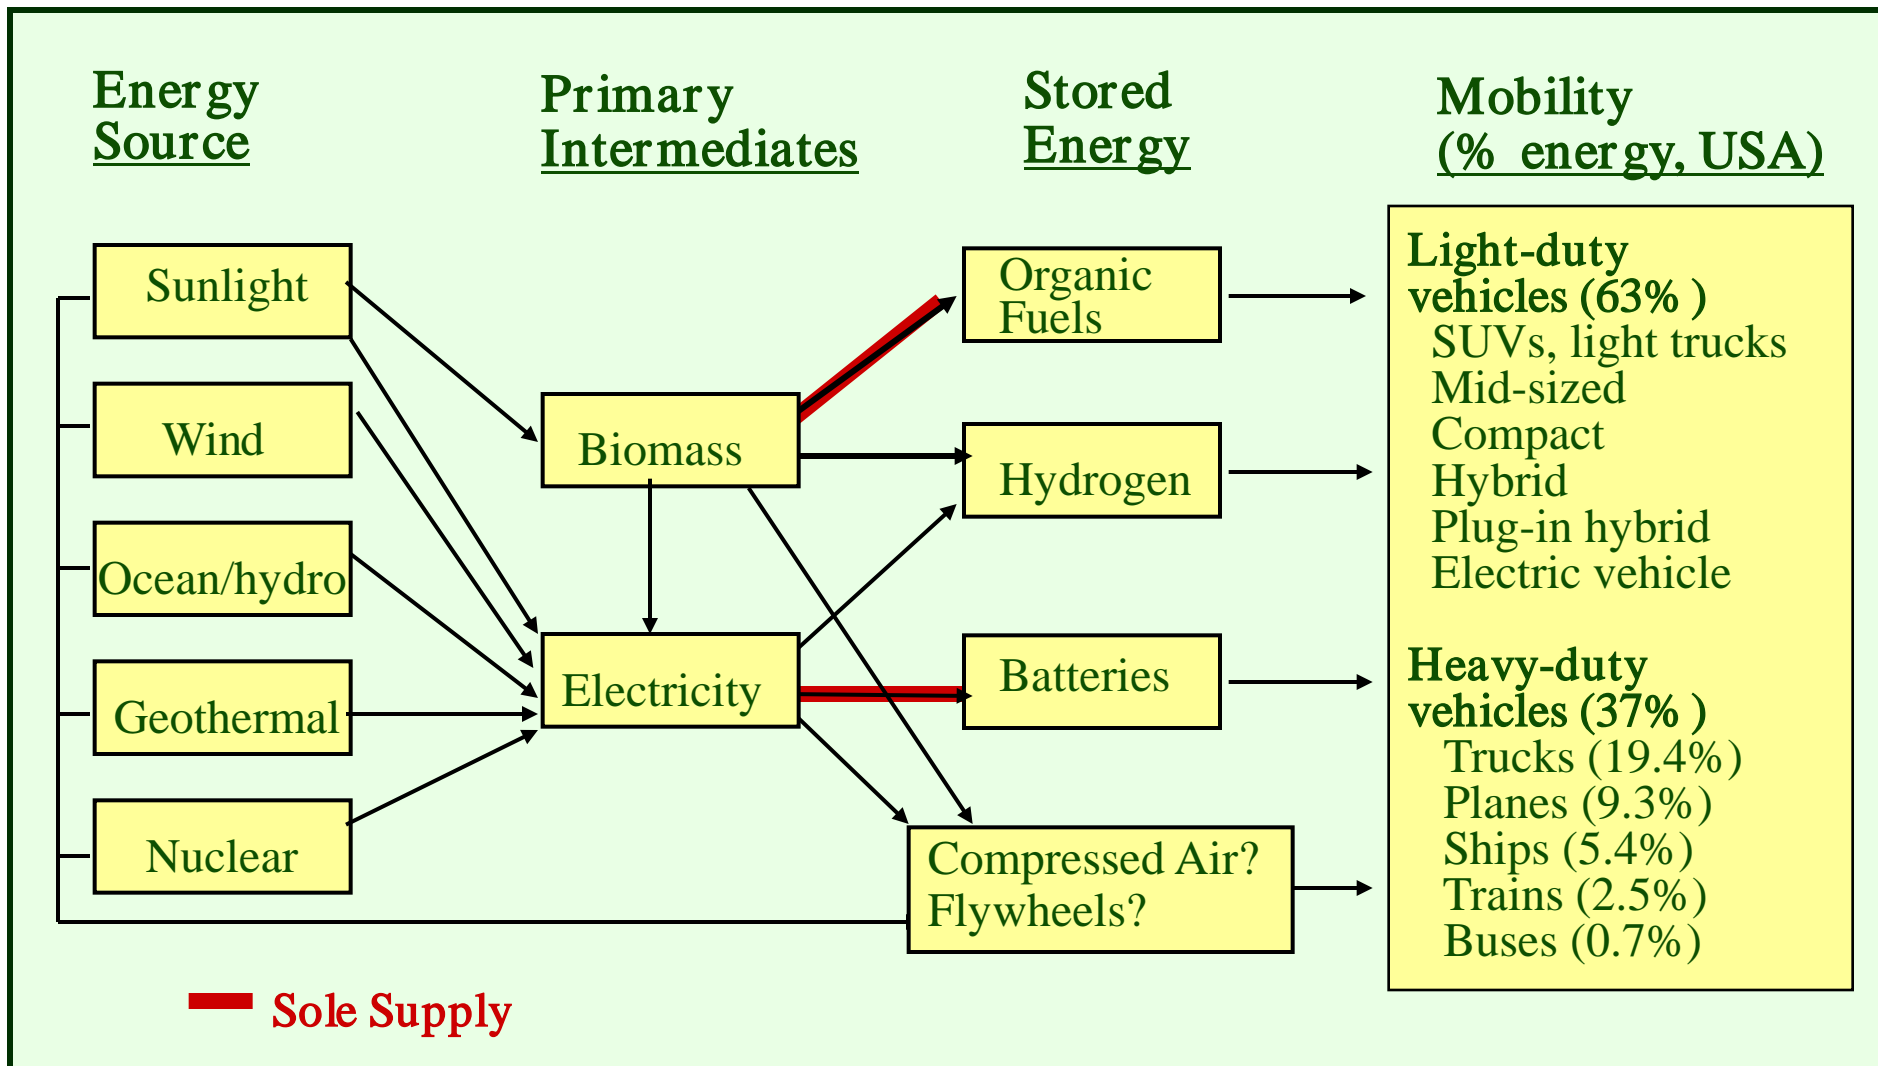 Energy
Source
Primary
Intermediates
Stored
Energy
Mobility
(% energy, USA)
Sunlight
Wind
Ocean/hydro
Geothermal
Nuclear
Biomass
Electricity
Organic
Fuels
Hydrogen
Batteries
Compressed Air?
Flywheels?
Light-duty
vehicles (63% )
SUVs, light trucks
Mid-sized
Compact
Hybrid
Plug-in hybrid
Electric vehicle
Heavy-duty
vehicles (37% )
Trucks (19.4%)
Planes (9.3%)
Ships (5.4%)
Trains (2.5%)
Buses (0.7%)
Sole Supply